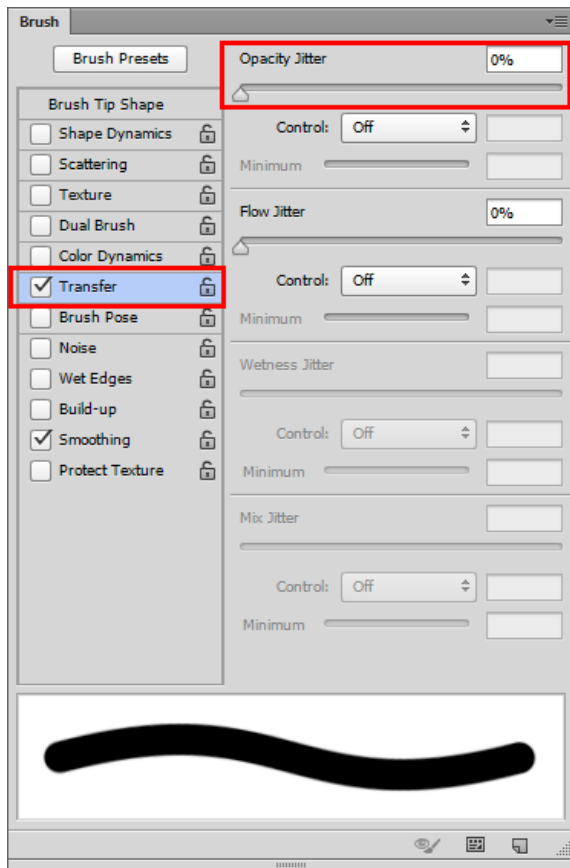 Brush
Brush Presets
Brush Tip Shape
Shape Dynamics
Scattering
Texture
Dual Brush
Color Dynamics
Transfer
Brush Pose
Noise
Wet Edges
Build-up
Smoothing
Protect Texture
Opacity Jitter 0%
Control: Off
Minimum
Flow Jitter 0%
Control: Off
Minimum
Wetness Jitter
Control: Off
Minimum
Mix Jitter
Control: Off
Minimum